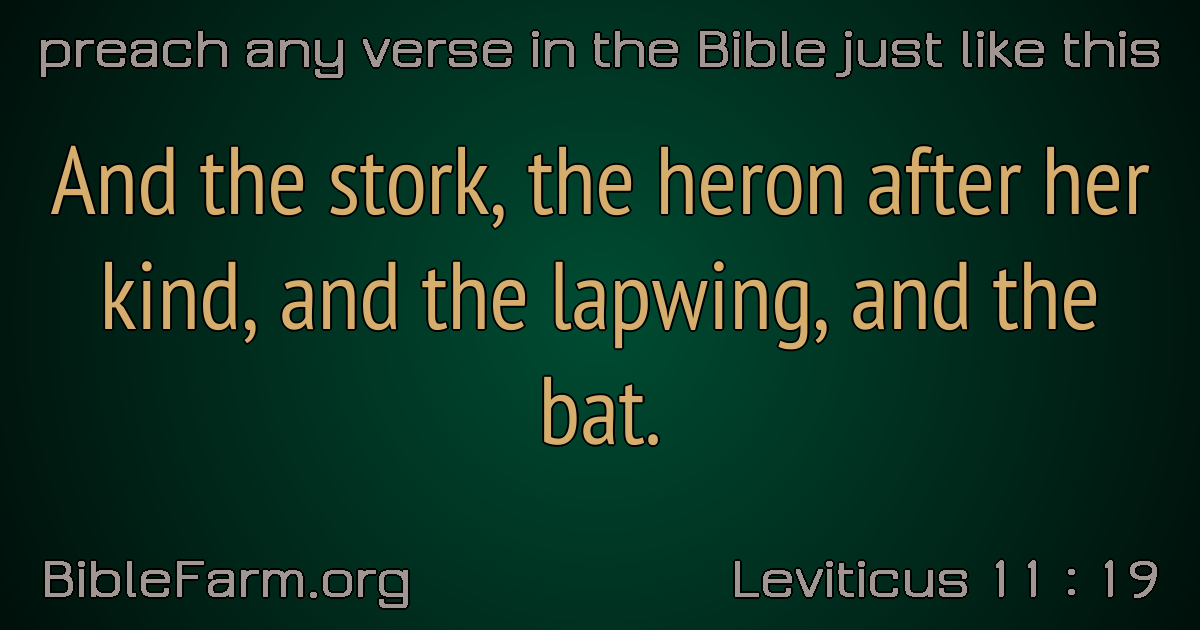 preach any verse in the Bible just like this
And the stork, the heron after her
kind, and the lapwing, and the
bat.
BibleFarm.org
Leviticus 11 : 19